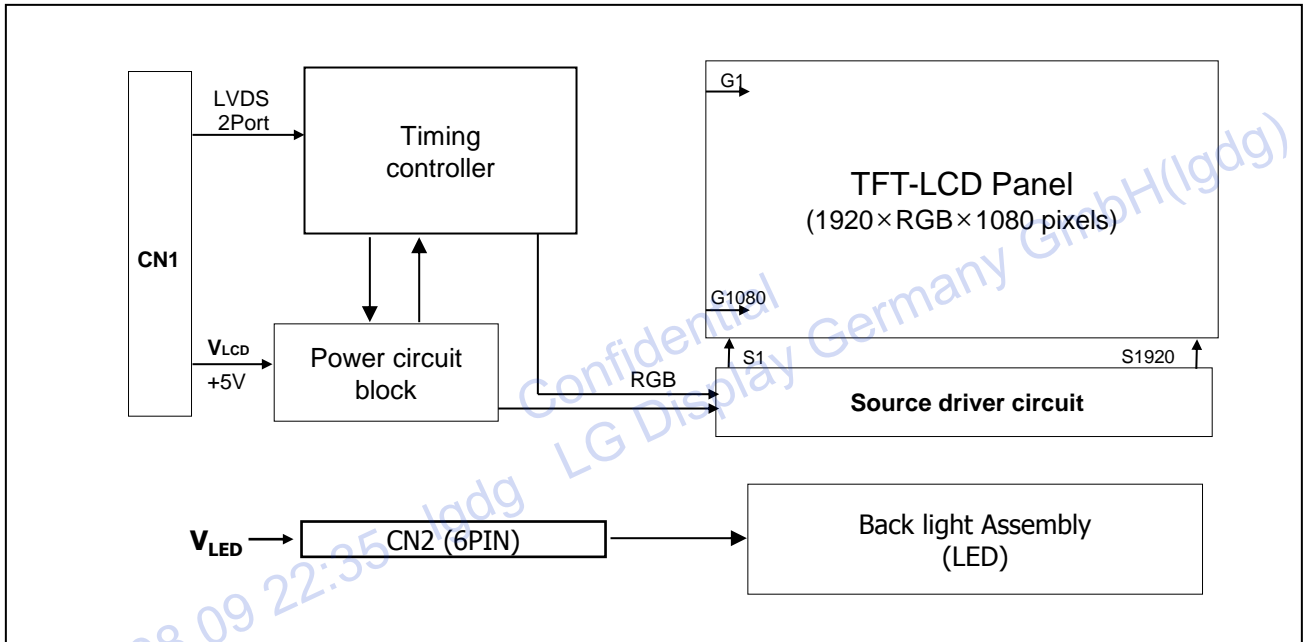 CN1
LVDS
2Port
Timing
controller
VLCD
+5V
Power circuit
block
RGB
G1
TFT-LCD Panel
(1920×RGB×1080 pixels)
G1080
S1
S1920
Source driver circuit
VLED
CN2 (6PIN)
Back light Assembly
(LED)
Confidential
LG Display Germany GmbH(lgdg)
09 22:35 lgdg